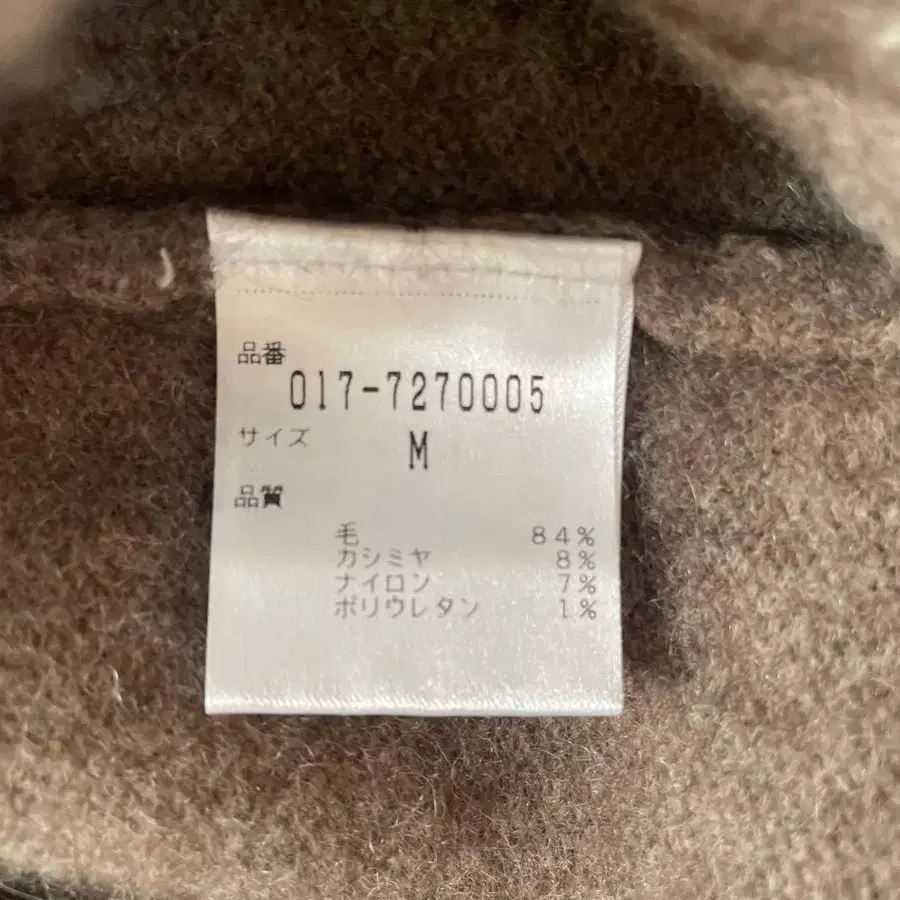 品番
017-7270005
サイズ
M
品質
毛 84%
カシミヤ 8%
ナイロン 7%
ポリウレタン 1%